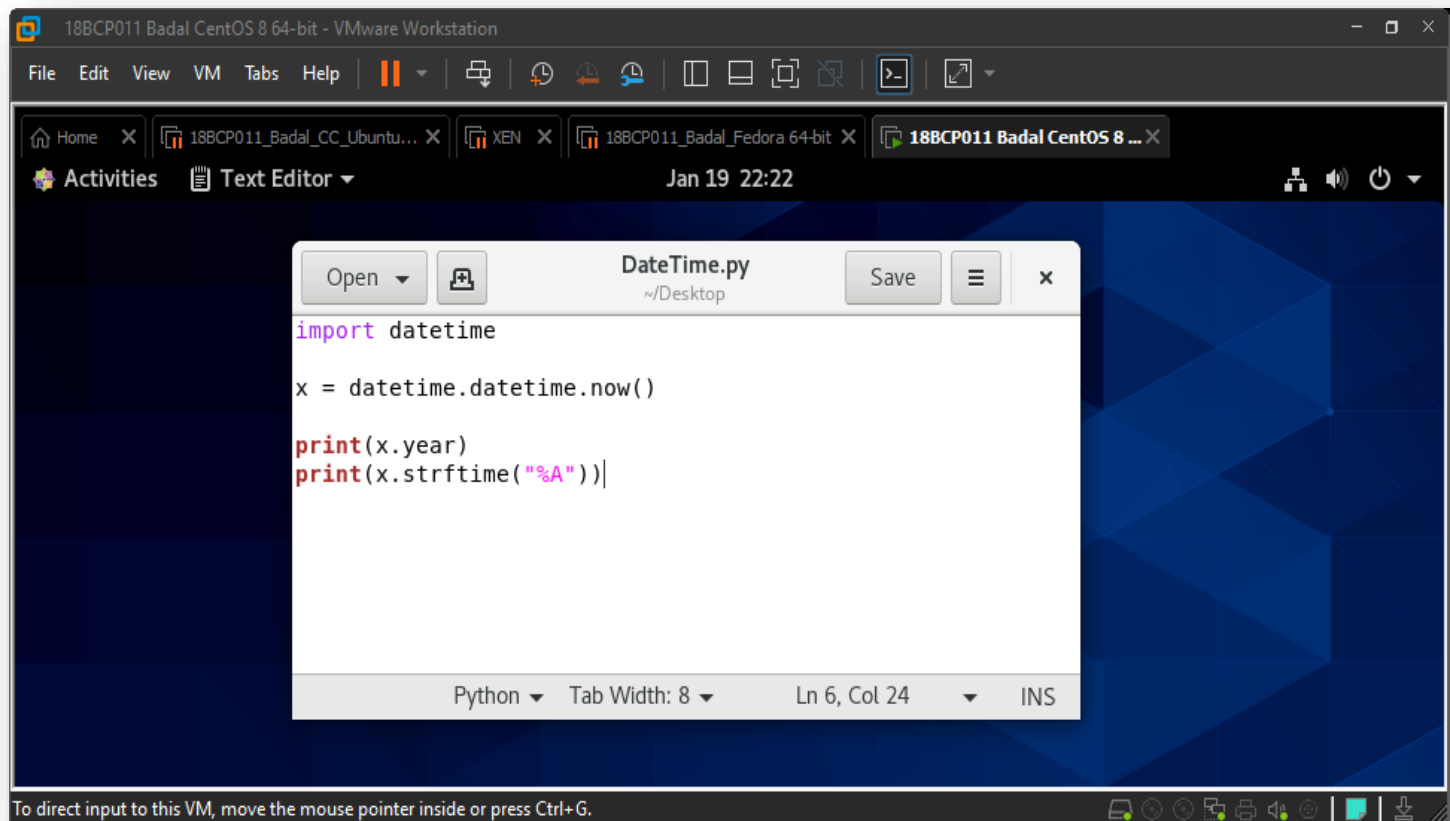 18BCP011 Badal CentOS 8 64-bit - VMware Workstation
File Edit View VM Tabs Help
Home 18BCP011_Badal_CC_Ubuntu... XEN 18BCP011_Badal_Fedora 64-bit 18BCP011 Badal CentOS 8 ...
Activities Text Editor Jan 19 22:22
Open DateTime.py Save
~/Desktop
import datetime
x = datetime.datetime.now()
print(x.year)
print(x.strftime("%A"))
Python Tab Width: 8 Ln 6, Col 24 INS
To direct input to this VM, move the mouse pointer inside or press Ctrl+G.